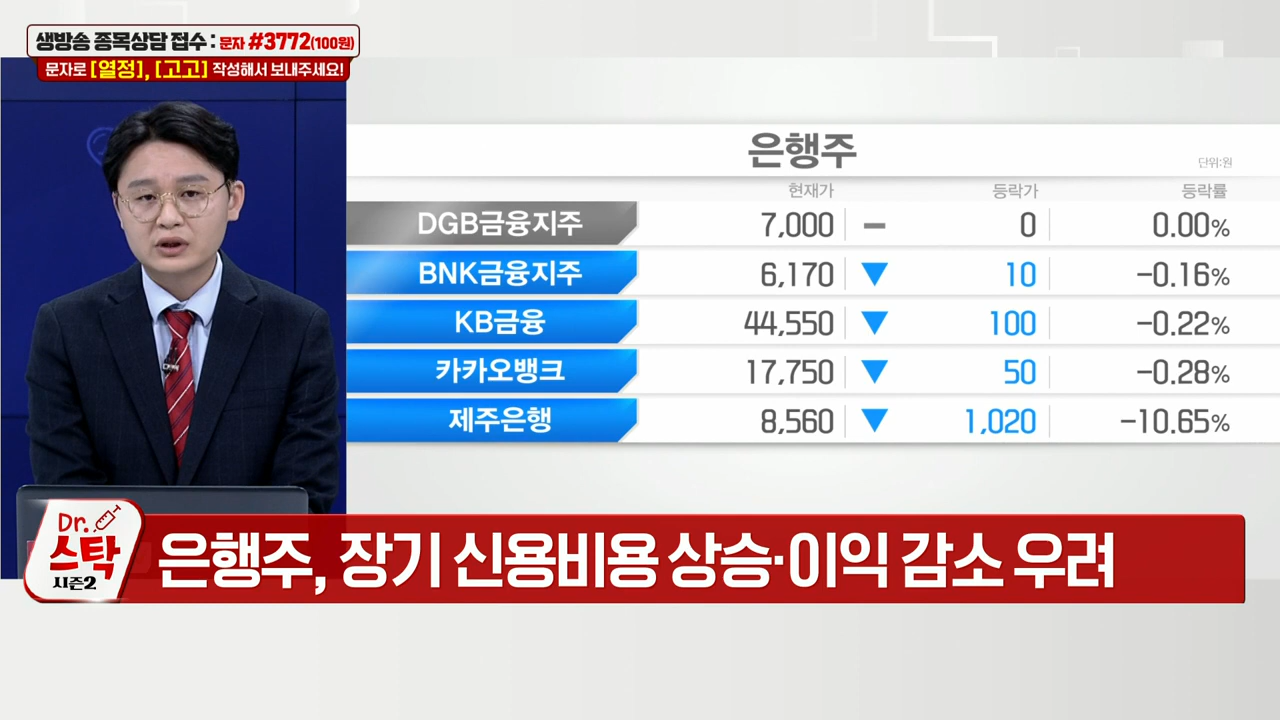 생방송 종목상담 접수 : 문자 #3772(100원)
문자로 [열정], [고고] 작성해서 보내주세요!
은행주
단위:원
현재가 등락가 등락률
DGB금융지주 7,000 – 0 0.00%
BNK금융지주 6,170 ▼ 10 -0.16%
KB금융 44,550 ▼ 100 -0.22%
카카오뱅크 17,750 ▼ 50 -0.28%
제주은행 8,560 ▼ 1,020 -10.65%
Dr.
스탁
시즌2
은행주, 장기 신용비용 상승·이익 감소 우려